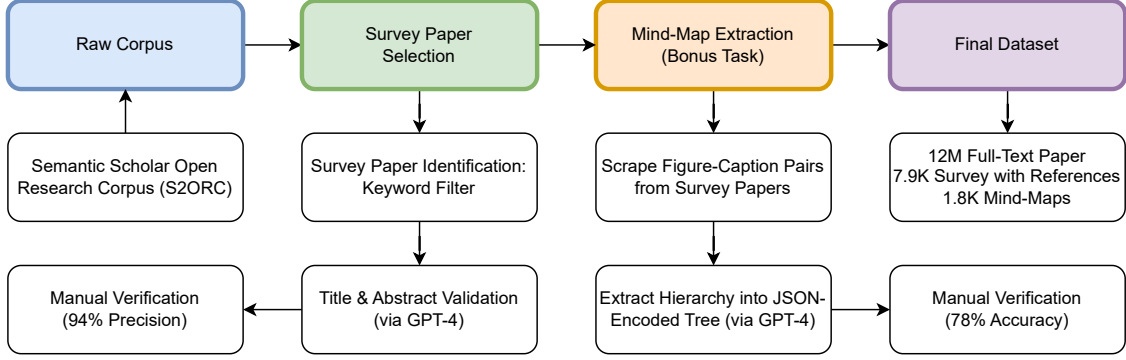 Raw Corpus
Survey Paper
Selection
Mind-Map Extraction
(Bonus Task)
Final Dataset
Semantic Scholar Open
Research Corpus (S2ORC)
Survey Paper Identification:
Keyword Filter
Scrape Figure-Caption Pairs
from Survey Papers
12M Full-Text Paper
7.9K Survey with References
1.8K Mind-Maps
Manual Verification
(94% Precision)
Title & Abstract Validation
(via GPT-4)
Extract Hierarchy into JSON-
Encoded Tree (via GPT-4)
Manual Verification
(78% Accuracy)